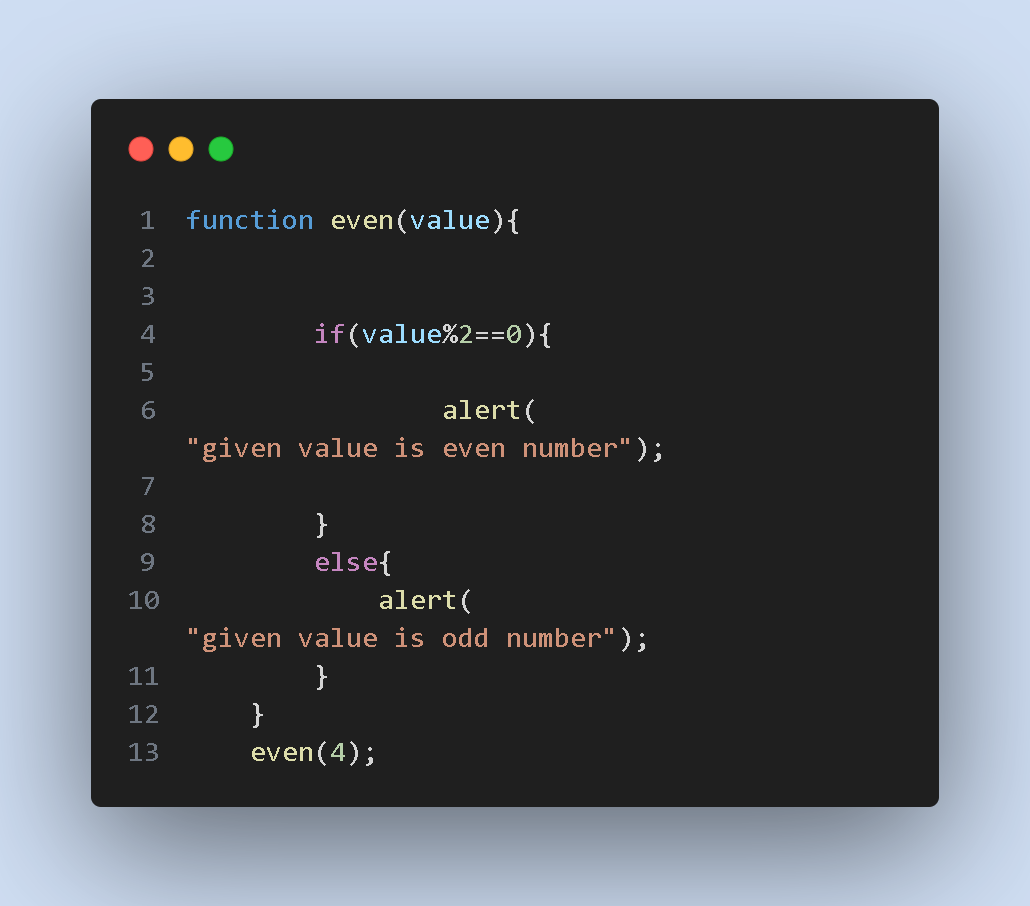 1 function even(value){
2
3
4         if(value%2==0){
5
6                 alert(
"given value is even number");
7
8         }
9         else{
10             alert(
"given value is odd number");
11         }
12     }
13     even(4);